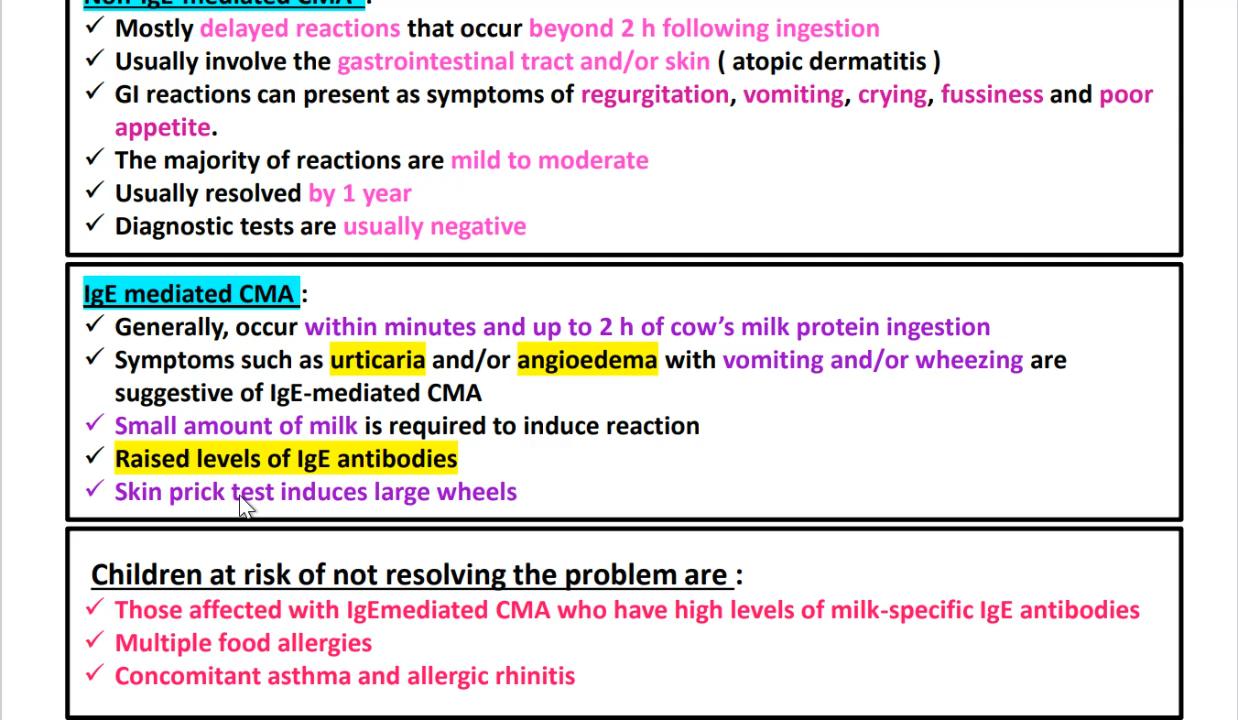 Non-IgE-mediated CMA :
✓ Mostly delayed reactions that occur beyond 2 h following ingestion
✓ Usually involve the gastrointestinal tract and/or skin ( atopic dermatitis )
✓ GI reactions can present as symptoms of regurgitation, vomiting, crying, fussiness and poor
appetite.
✓ The majority of reactions are mild to moderate
✓ Usually resolved by 1 year
✓ Diagnostic tests are usually negative
IgE mediated CMA :
✓ Generally, occur within minutes and up to 2 h of cow’s milk protein ingestion
✓ Symptoms such as urticaria and/or angioedema with vomiting and/or wheezing are
suggestive of IgE-mediated CMA
✓ Small amount of milk is required to induce reaction
✓ Raised levels of IgE antibodies
✓ Skin prick test induces large wheels
Children at risk of not resolving the problem are :
✓ Those affected with IgEmediated CMA who have high levels of milk-specific IgE antibodies
✓ Multiple food allergies
✓ Concomitant asthma and allergic rhinitis